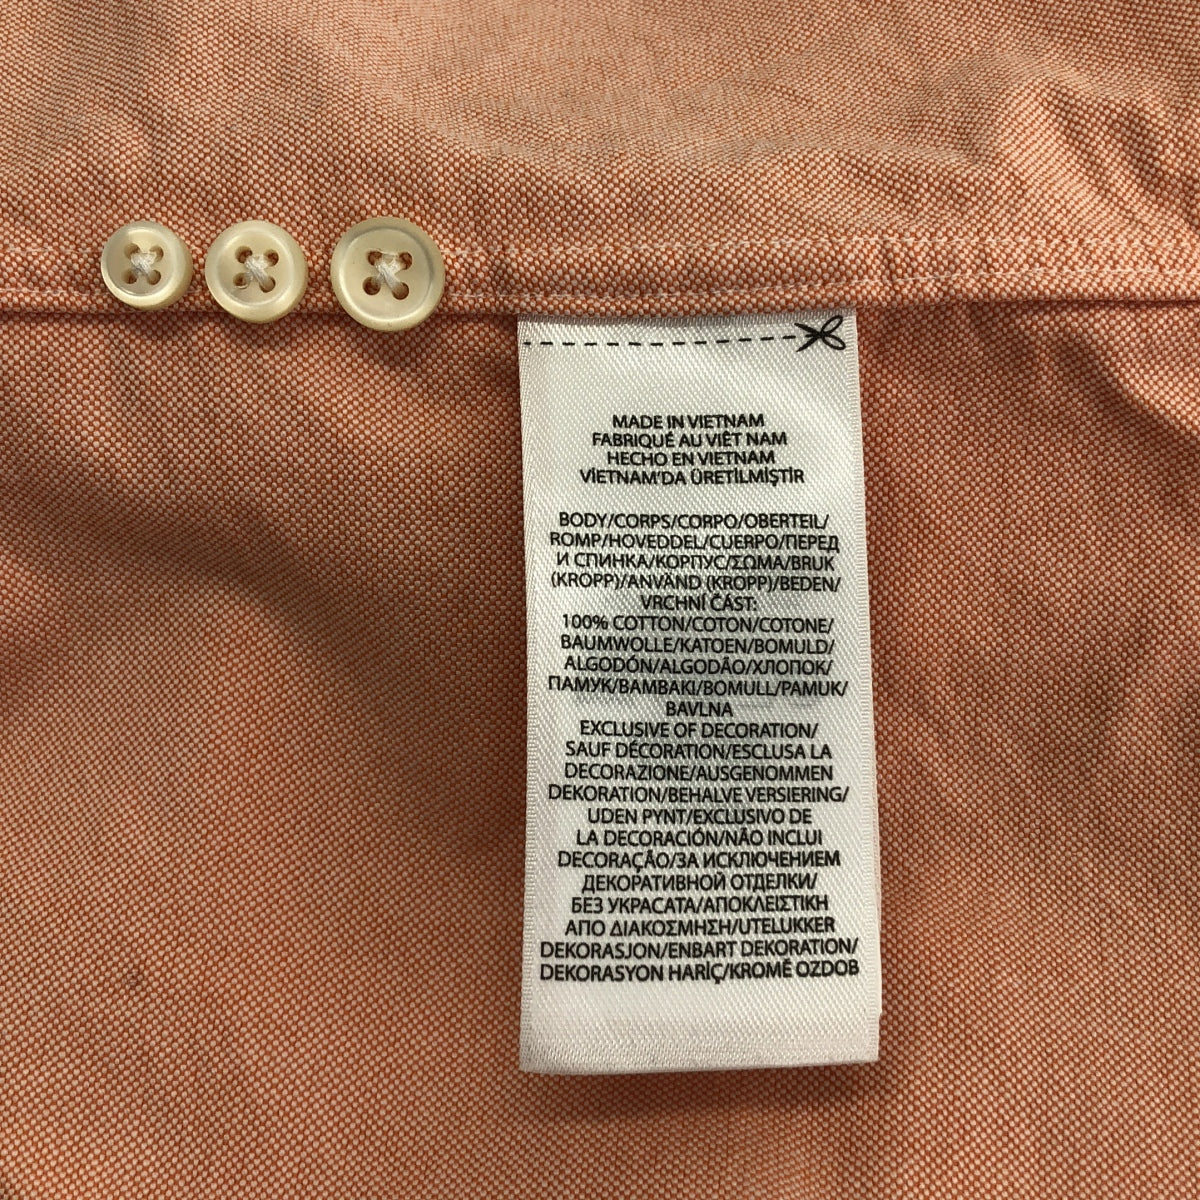 MADE IN VIETNAM
FABRIQUÉ AU VIÊT NAM
HECHO EN VIETNAM
VİETNAM'DA ÜRETİLMİŞTİR
BODY/CORPS/CORPO/OBERTEIL/
ROMP/HOVEDDEL/CUERPO/ПЕРЕД
И СПИНКА/КОРПУС/ΣΩΜΑ/BRUK
(KROPP)/ANVÄND (KROPP)/BEDEN/
VRCHNÍ ČÁST:
100% COTTON/COTON/COTONE/
BAUMWOLLE/KATOEN/BOMULD/
ALGODÓN/ALGODÃO/ХЛОПОК/
ПАМУК/BAMBAKI/BOMULL/PAMUK/
BAVLNA
EXCLUSIVE OF DECORATION/
SAUF DÉCORATION/ESCLUSA LA
DECORAZIONE/AUSGENOMMEN
DEKORATION/BEHALVE VERSIERING/
UDEN PYNT/EXCLUSIVO DE
LA DECORACIÓN/NÃO INCLUI
DECORAÇÃO/ЗА ИСКЛЮЧЕНИЕМ
ДЕКОРАТИВНОЙ ОТДЕЛКИ/
БЕЗ УКРАСАТА/ΑΠΟΚΛΕΙΣΤΙΚΗ
ΑΠΟ ΔΙΑΚΟΣΜΗΣΗ/UTELUKKER
DEKORASJON/ENBART DEKORATION/
DEKORASYON HARİÇ/KROMĚ OZDOB